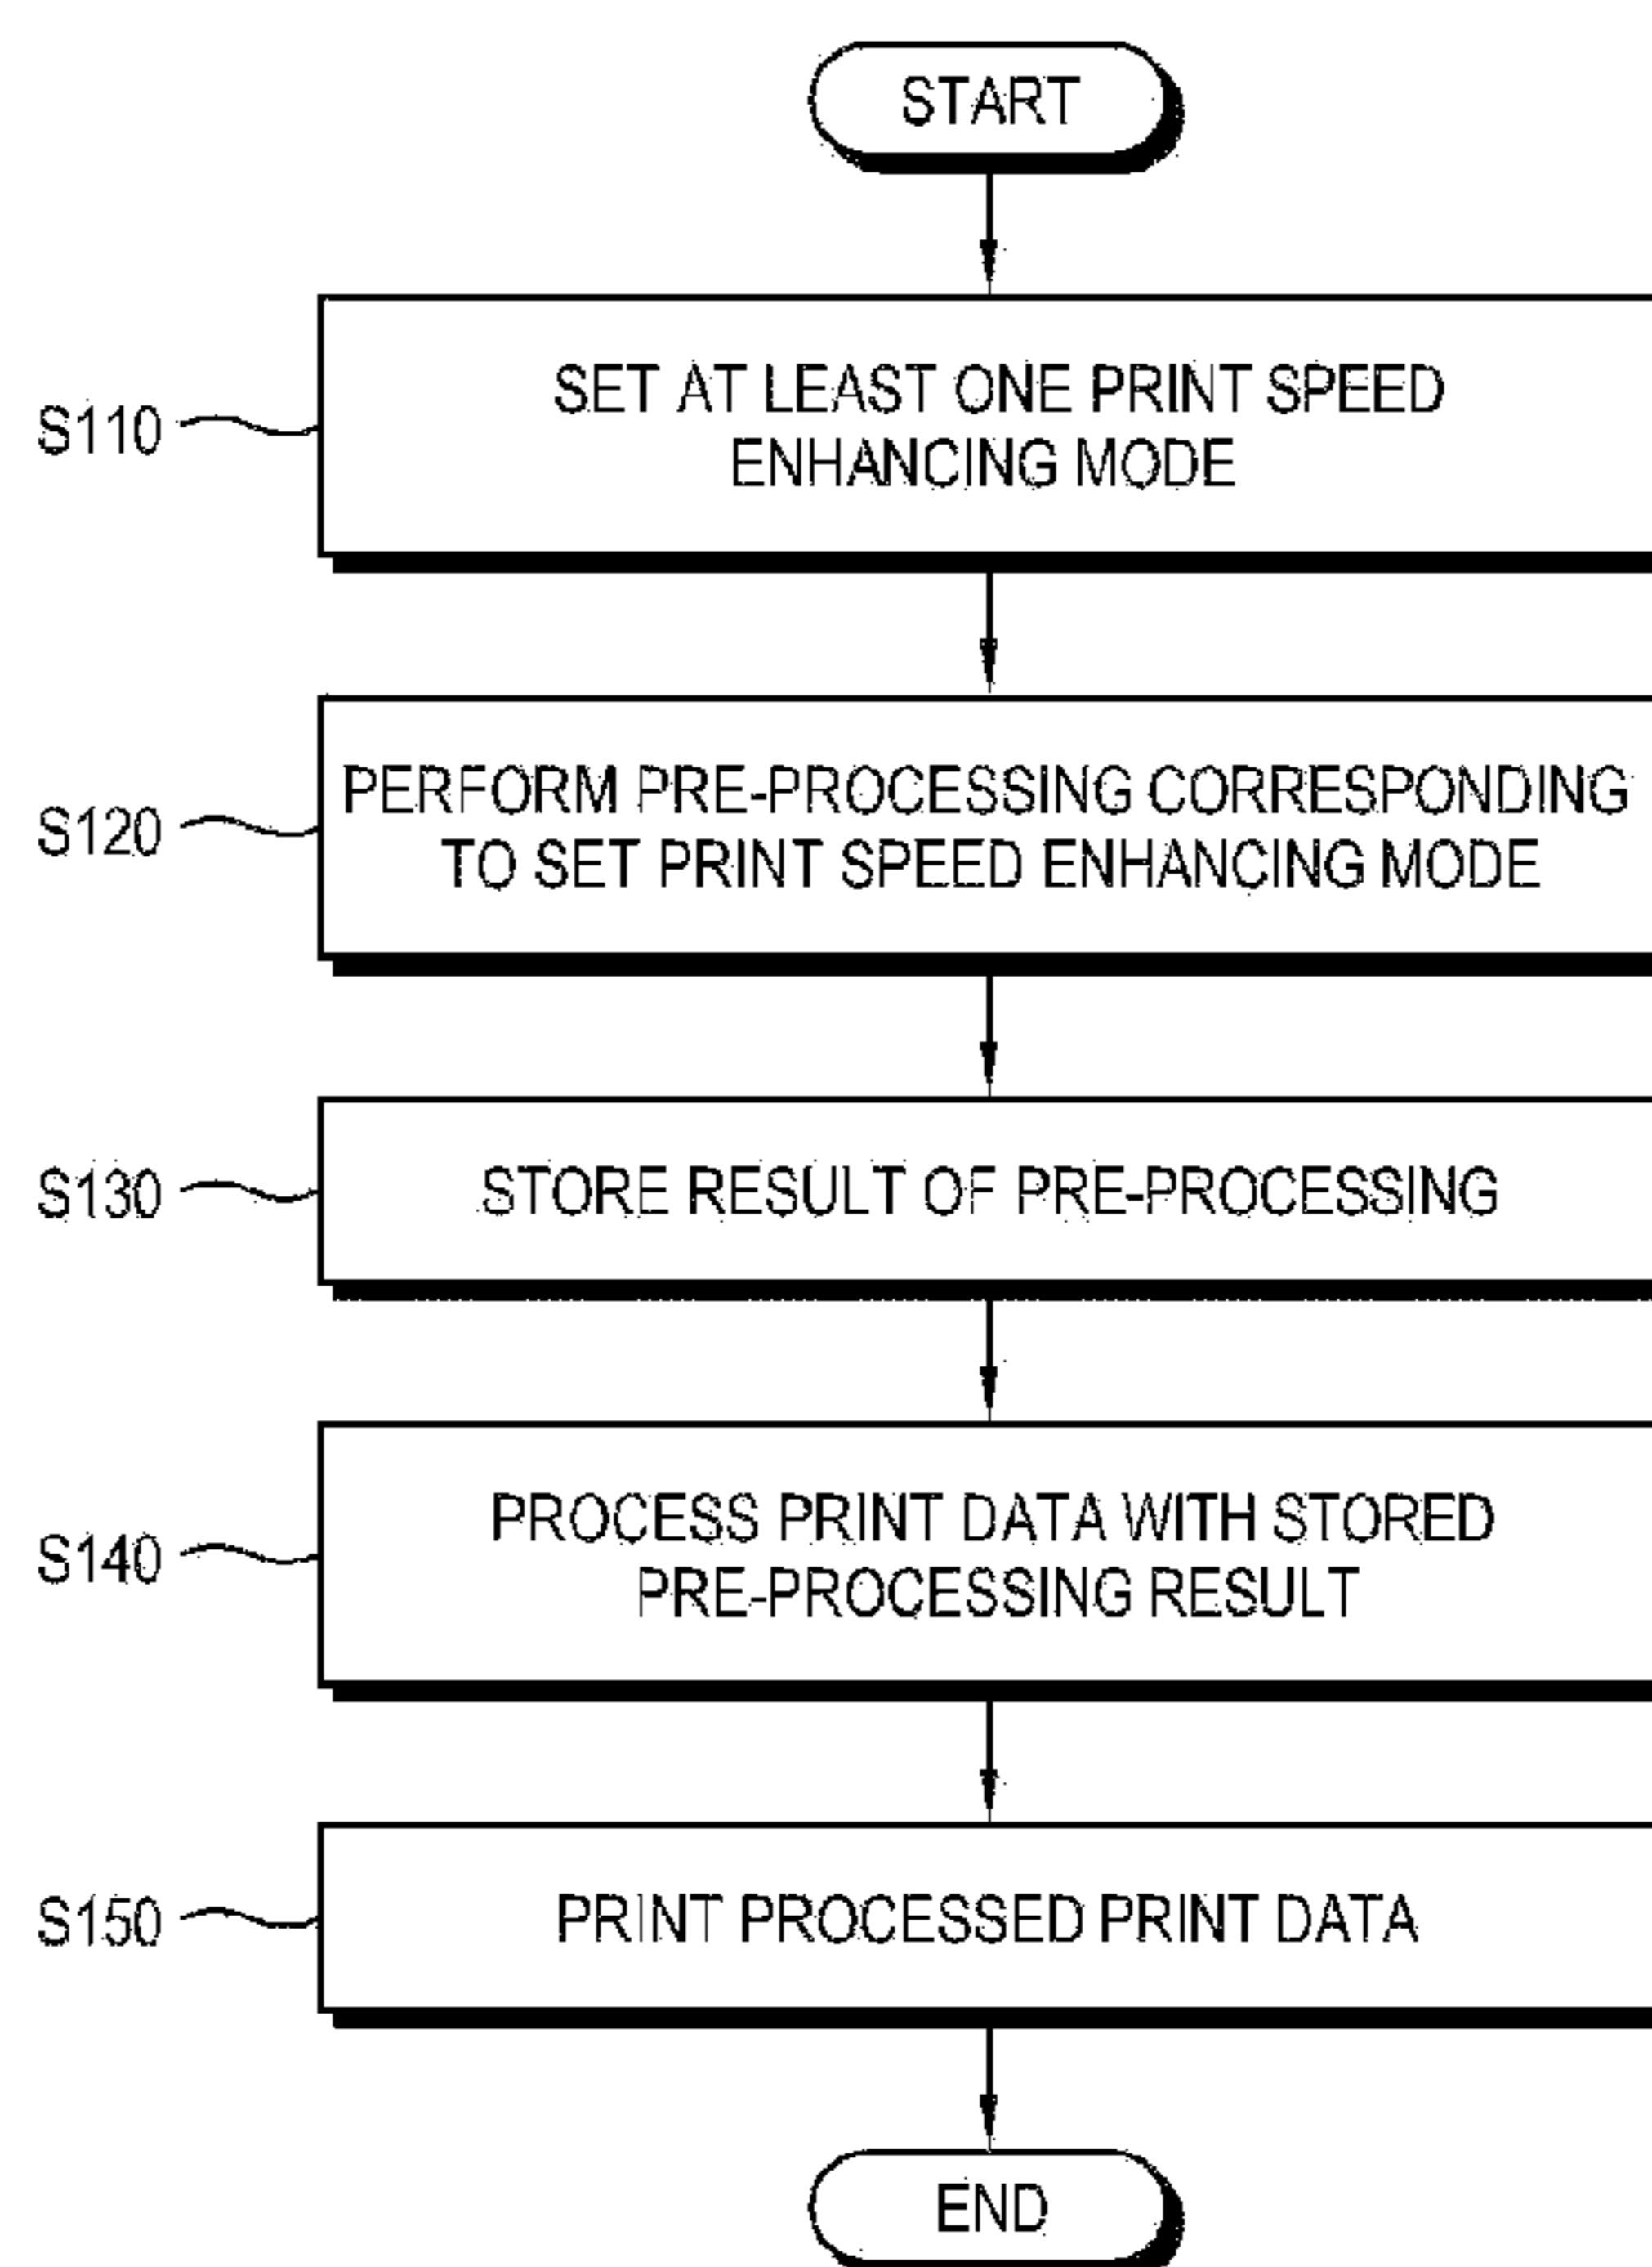 START
S110
SET AT LEAST ONE PRINT SPEED
ENHANCING MODE
S120
PERFORM PRE-PROCESSING CORRESPONDING
TO SET PRINT SPEED ENHANCING MODE
S130
STORE RESULT OF PRE-PROCESSING
S140
PROCESS PRINT DATA WITH STORED
PRE-PROCESSING RESULT
S150
PRINT PROCESSED PRINT DATA
END